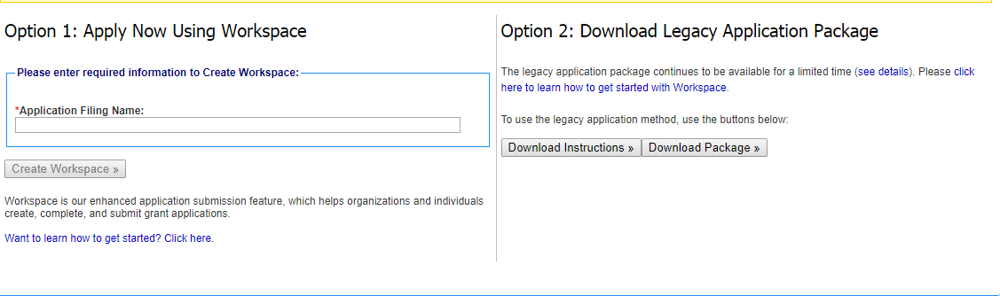 Option 1: Apply Now Using Workspace
Please enter required information to Create Workspace:
*Application Filing Name:
Create Workspace »
Workspace is our enhanced application submission feature, which helps organizations and individuals
create, complete, and submit grant applications.
Want to learn how to get started? Click here.
Option 2: Download Legacy Application Package
The legacy application package continues to be available for a limited time (see details). Please click
here to learn how to get started with Workspace.
To use the legacy application method, use the buttons below:
Download Instructions » Download Package »